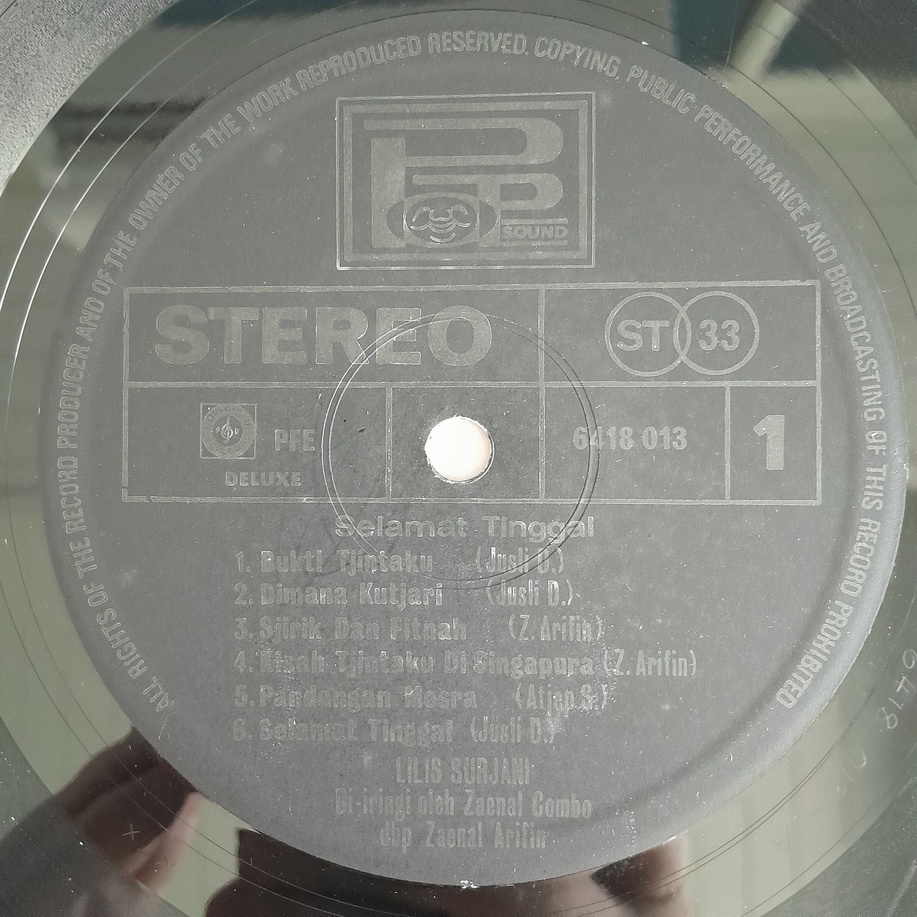 ALL RIGHTS OF THE RECORD PRODUCER AND OF THE OWNER OF THE WORK REPRODUCED RESERVED. COPYING, PUBLIC PERFORMANCE AND BROADCASTING OF THIS RECORD PROHIBITED
POP
SOUND
STEREO
ST 33
PFE
DELUXE
6418 013
1
Selamat Tinggal
1. Bukti Tjintaku (Jusli D.)
2. Dimana Kutjari (Jusli D.)
3. Sjirik Dan Fitnah (Z. Arifin)
4. Kisah Tjintaku Di Singapura (Z. Arifin)
5. Pandangan Mesra (Atjep S.)
6. Selamat Tinggal (Jusli D.)
LILIS SURJANI
Di-iringi oleh Zaenal Combo
dbp Zaenal Arifin